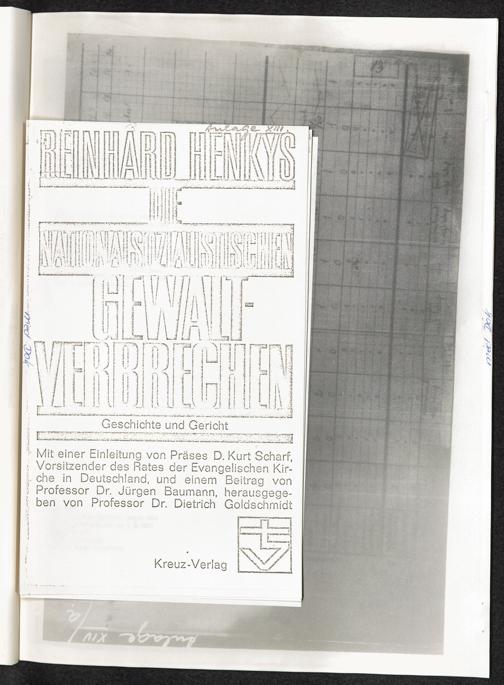 Anlage XIII.
REINHARD HENKYS
DIE
NATIONALSOZIALISTISCHEN
GEWALT-
VERBRECHEN
Geschichte und Gericht
Mit einer Einleitung von Präses D. Kurt Scharf,
Vorsitzender des Rates der Evangelischen Kir-
che in Deutschland, und einem Beitrag von
Professor Dr. Jürgen Baumann, herausgege-
ben von Professor Dr. Dietrich Goldschmidt
Kreuz-Verlag
Anlage XIV/a
13